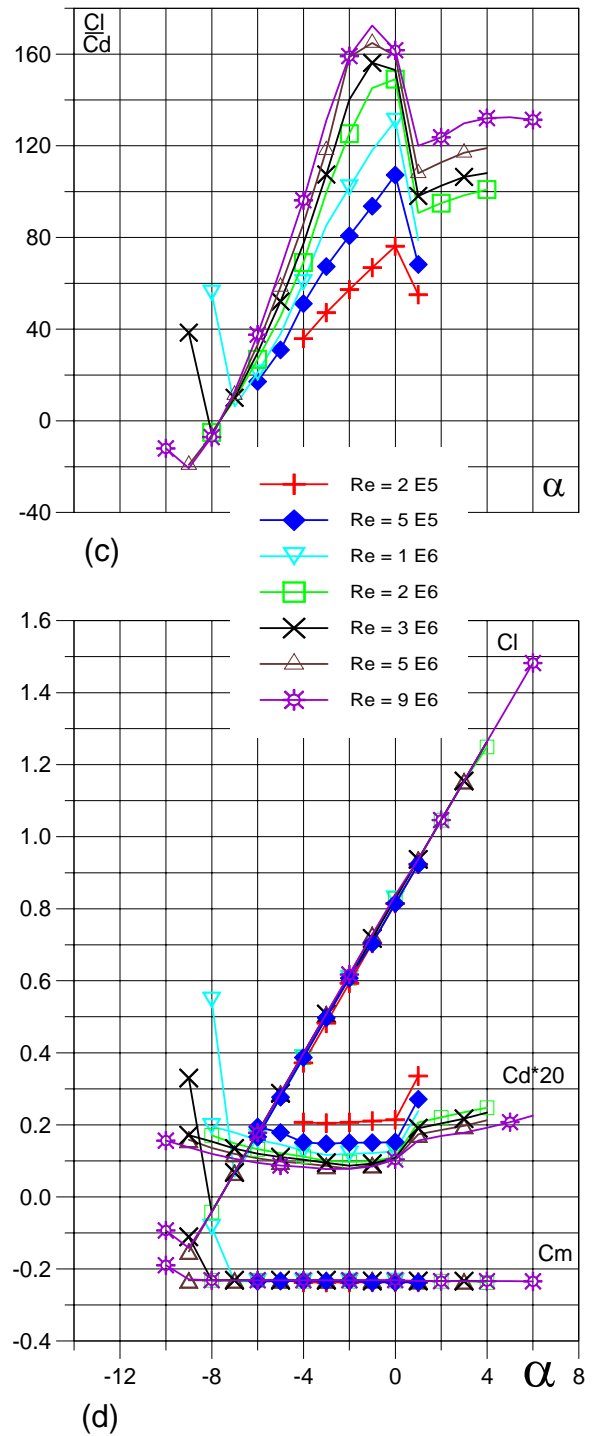 Cl
Cd
160
120
80
40
0
-40
α
(c)
Re = 2 E5
Re = 5 E5
Re = 1 E6
Re = 2 E6
Re = 3 E6
Re = 5 E6
Re = 9 E6
1.6
1.4
1.2
1.0
0.8
0.6
0.4
0.2
0.0
-0.2
-0.4
Cl
Cd*20
Cm
-12 -8 -4 0 4 8
α
(d)